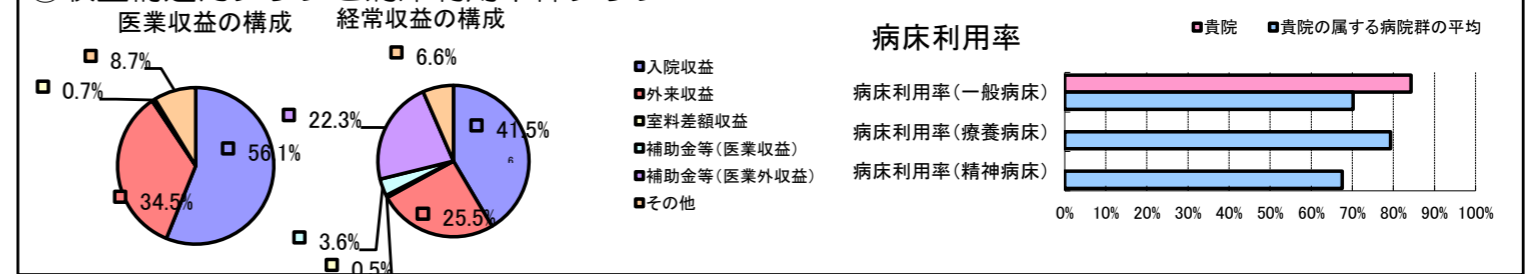 医業収益の構成
経常収益の構成
8.7%
0.7%
56.1%
34.5%
6.6%
22.3%
41.5%
6
25.5%
3.6%
0.5%
入院収益
外来収益
室料差額収益
補助金等(医業収益)
補助金等(医業外収益)
その他
病床利用率
貴院
貴院の属する病院群の平均
病床利用率(一般病床)
病床利用率(療養病床)
病床利用率(精神病床)
0% 10% 20% 30% 40% 50% 60% 70% 80% 90% 100%